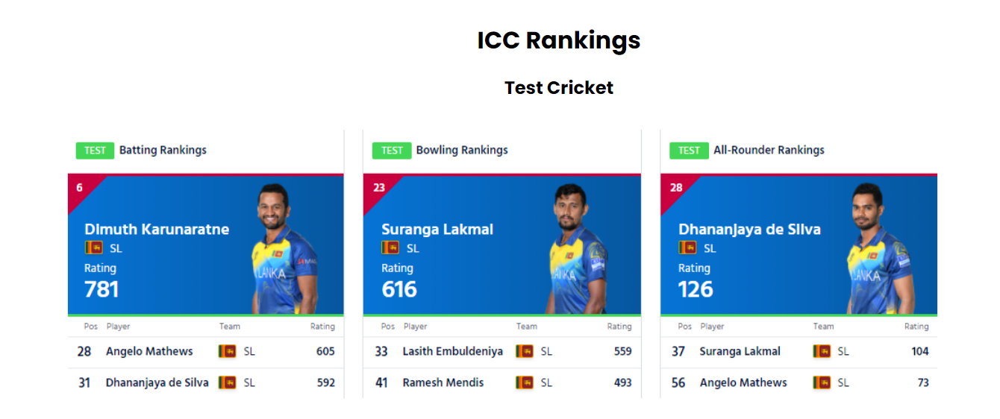 ICC Rankings
Test Cricket
TEST Batting Rankings
6
Dimuth Karunaratne
SL
Rating
781
LANKA
Pos Player Team Rating
28 Angelo Mathews SL 605
31 Dhananjaya de Silva SL 592
TEST Bowling Rankings
23
Suranga Lakmal
SL
Rating
616
LANKA
Pos Player Team Rating
33 Lasith Embuldeniya SL 559
41 Ramesh Mendis SL 493
TEST All-Rounder Rankings
28
Dhananjaya de Silva
SL
Rating
126
LANKA
Pos Player Team Rating
37 Suranga Lakmal SL 104
56 Angelo Mathews SL 73